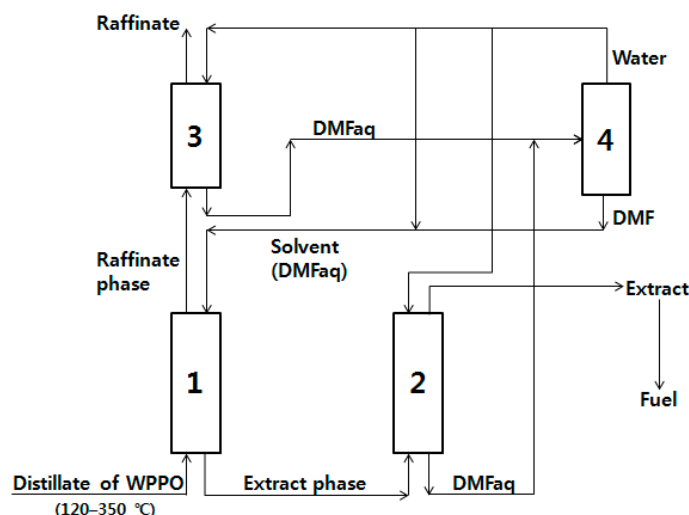 Raffinate
Water
3
DMFaq
4
DMF
Solvent
(DMFaq)
Raffinate
phase
Extract
1
2
Fuel
Distillate of WPPO
Extract phase
DMFaq
(120–350 ℃)